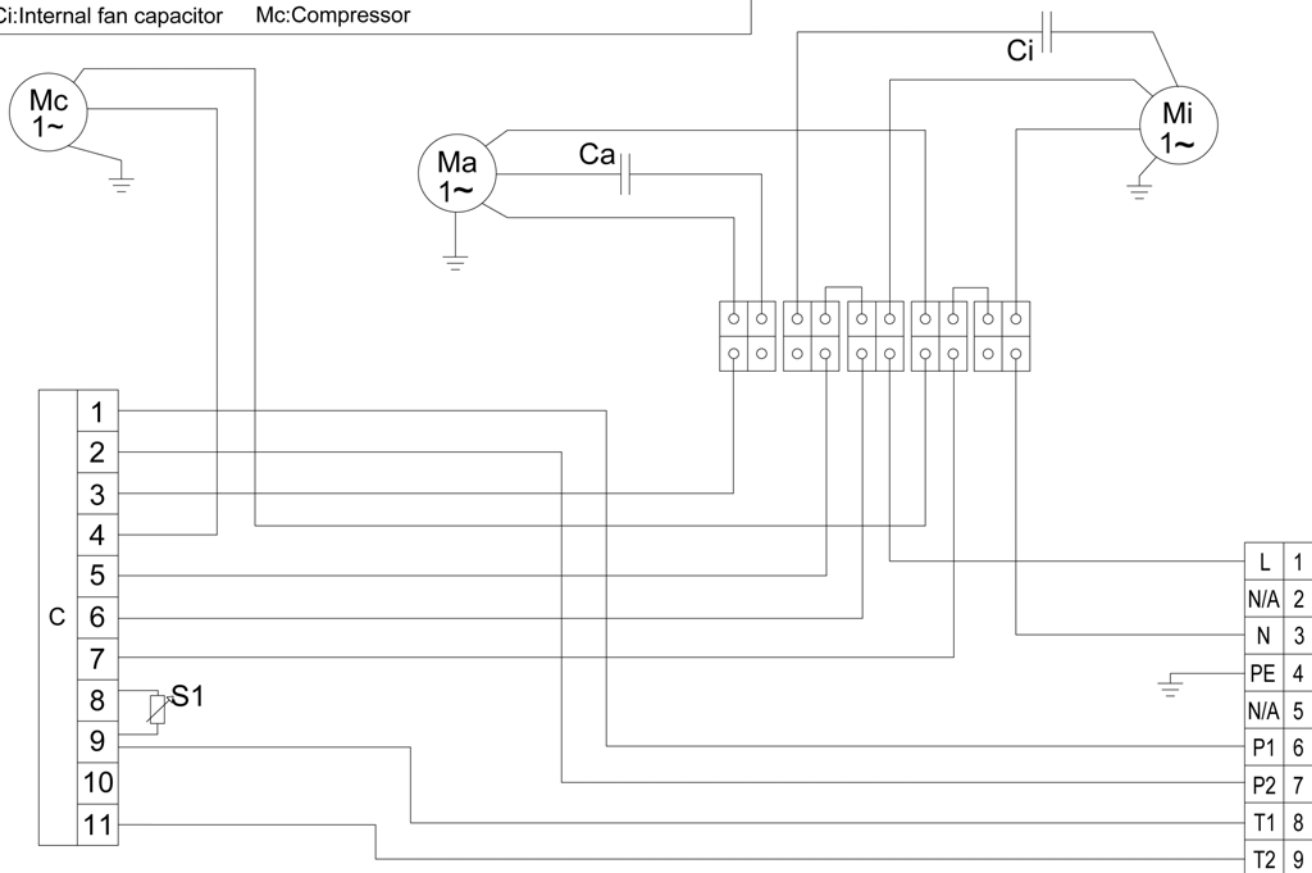 Ci:Internal fan capacitor Mc:Compressor
Ci
Mc
1~
Mi
1~
Ma
1~
Ca
C
1
2
3
4
5
6
7
8
9
10
11
S1
L 1
N/A 2
N 3
PE 4
N/A 5
P1 6
P2 7
T1 8
T2 9